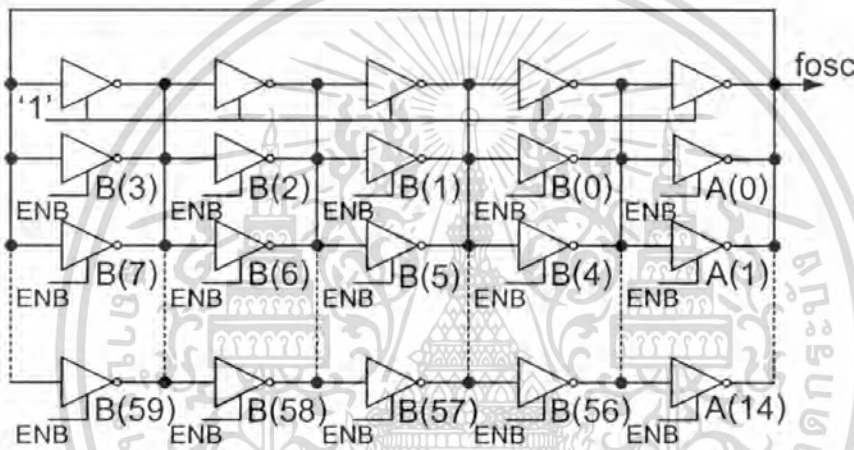 fosc
'1'
B(3) B(2) B(1) B(0) A(0)
ENB ENB ENB ENB ENB
B(7) B(6) B(5) B(4) A(1)
ENB ENB ENB ENB ENB
B(59) B(58) B(57) B(56) A(14)
ENB ENB ENB ENB ENB